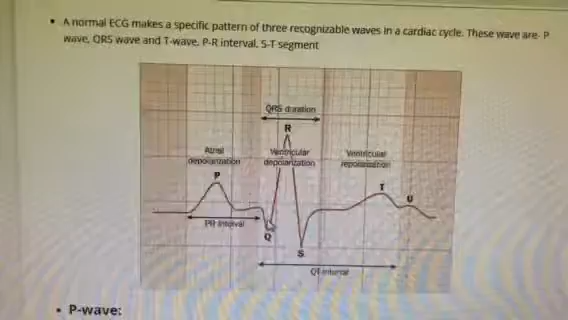 • A normal ECG makes a specific pattern of three recognizable waves in a cardiac cycle. These wave are- P
wave, QRS wave and T-wave, P-R interval, S-T segment
QRS duration
R
Atrial
depolarization
Ventricular
depolarization
Ventricular
repolarization
P
T
U
PR interval
Q
S
QT interval
• P-wave: